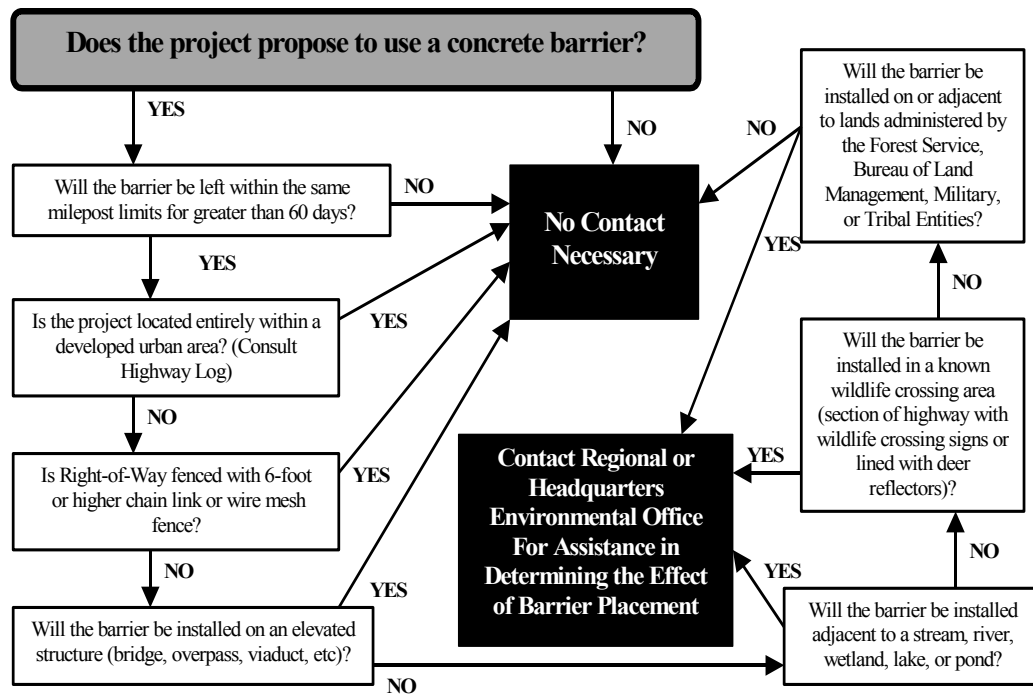 Does the project propose to use a concrete barrier?
YES
NO
Will the barrier be left within the same
milepost limits for greater than 60 days?
NO
YES
Is the project located entirely within a
developed urban area? (Consult
Highway Log)
YES
NO
Is Right-of-Way fenced with 6-foot
or higher chain link or wire mesh
fence?
YES
NO
Will the barrier be installed on an elevated
structure (bridge, overpass, viaduct, etc)?
YES
NO
No Contact
Necessary
Contact Regional or
Headquarters
Environmental Office
For Assistance in
Determining the Effect
of Barrier Placement
Will the barrier be
installed on or adjacent
to lands administered by
the Forest Service,
Bureau of Land
Management, Military,
or Tribal Entities?
NO
YES
NO
Will the barrier be
installed in a known
wildlife crossing area
(section of highway with
wildlife crossing signs or
lined with deer
reflectors)?
YES
NO
Will the barrier be installed
adjacent to a stream, river,
wetland, lake, or pond?
YES